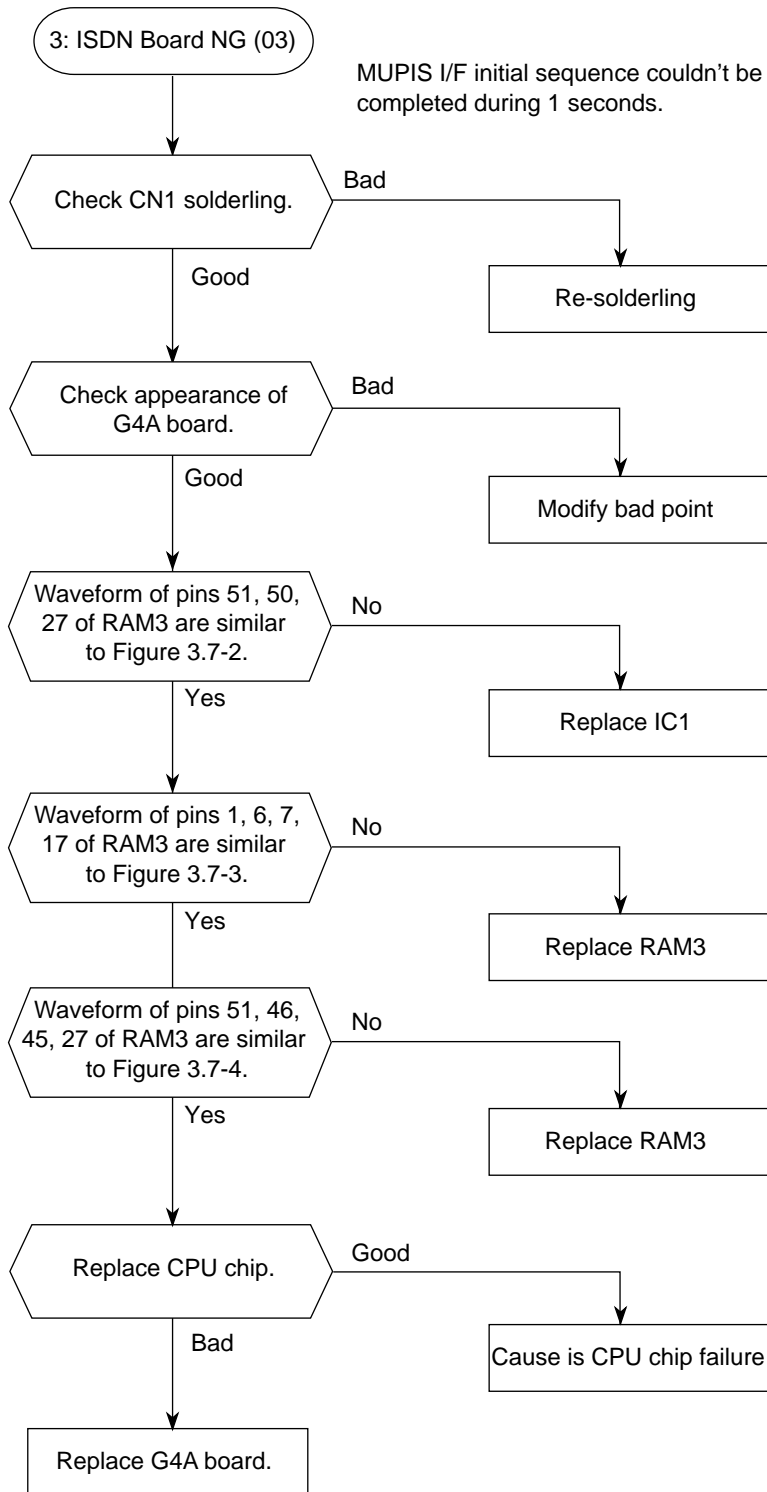 3: ISDN Board NG (03)
MUPIS I/F initial sequence couldn't be
completed during 1 seconds.
Check CN1 solderling.
Bad
Good
Re-solderling
Check appearance of
G4A board.
Bad
Good
Modify bad point
Waveform of pins 51, 50,
27 of RAM3 are similar
to Figure 3.7-2.
No
Yes
Replace IC1
Waveform of pins 1, 6, 7,
17 of RAM3 are similar
to Figure 3.7-3.
No
Yes
Replace RAM3
Waveform of pins 51, 46,
45, 27 of RAM3 are similar
to Figure 3.7-4.
No
Yes
Replace RAM3
Replace CPU chip.
Good
Bad
Cause is CPU chip failure
Replace G4A board.